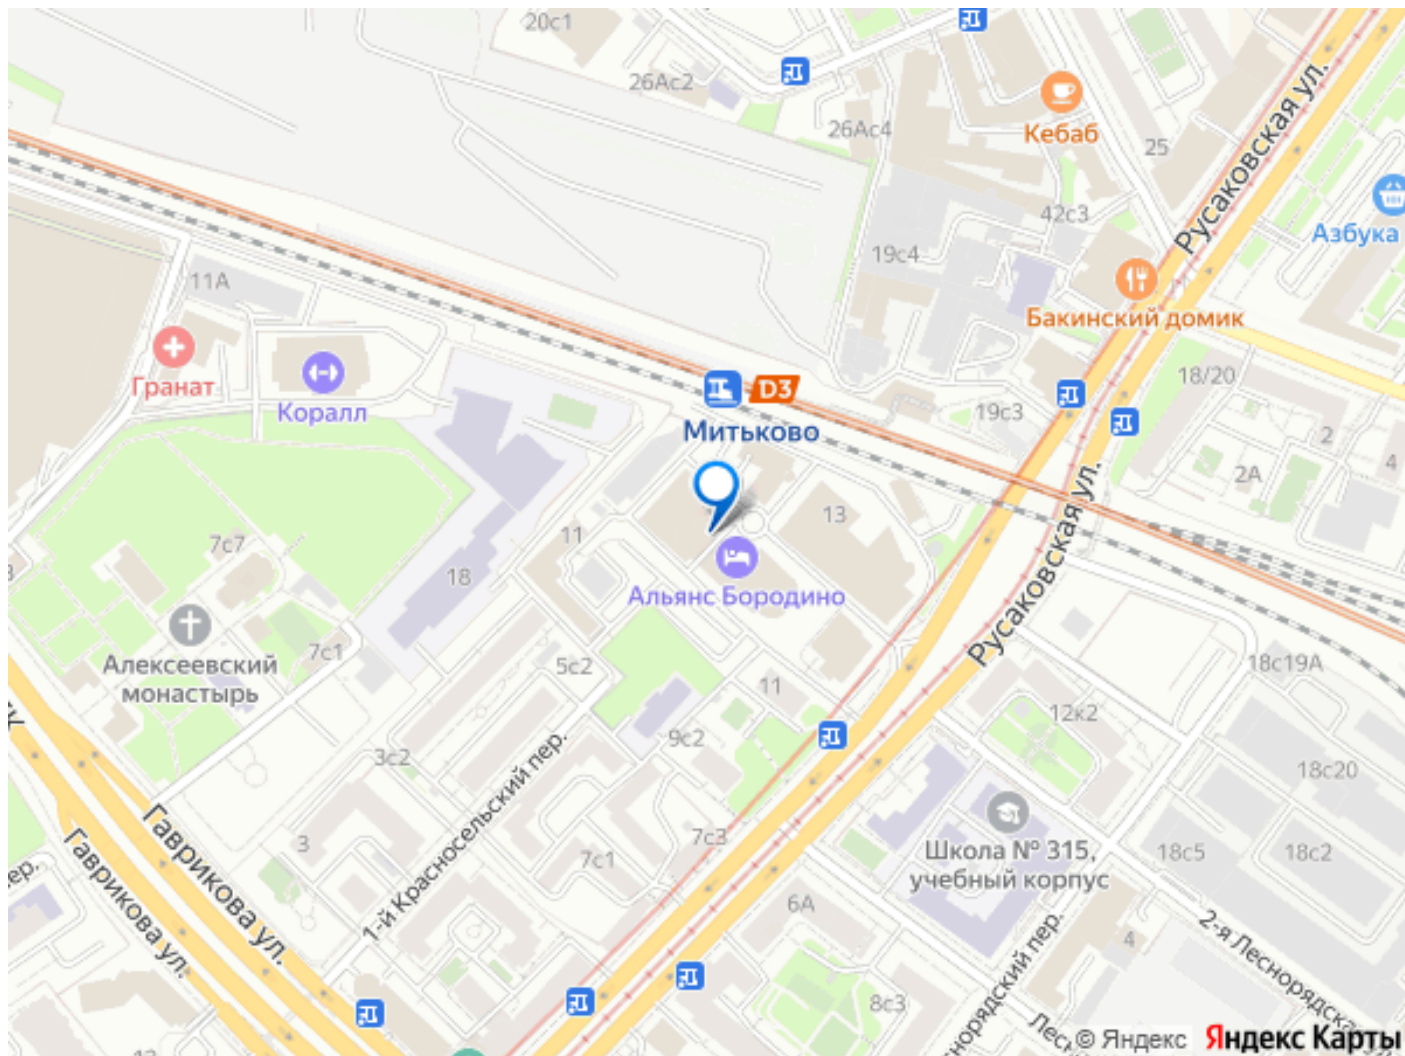 20с1
26Ас2
26Ас4
Кебаб
25
Русаковская ул.
42с3
Азбука
19с4
11А
Бакинский домик
Гранат
Коралл
D3
Митьково
19с3
18/20
2
4
2А
13
11
7с7
18
Альянс Бородино
Русаковская ул.
Алексеевский
монастырь
7с1
5с2
11
18с19А
12к2
9с2
3с2
1-й Красносельский пер.
18с20
Гаврикова ул.
Гаврикова ул.
3
7с3
7с1
Школа № 315,
учебный корпус
18с5
18с2
6А
4
8с3
2-я Леснорядская
© Яндекс
Яндекс Карты